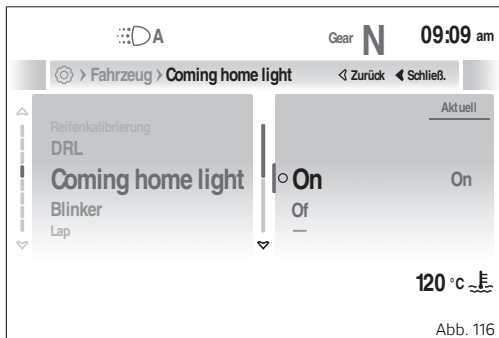 A Gear N 09:09 am
Fahrzeug Coming home light Zurück Schließ.
Aktuell
Reifenkalibrierung
DRL
Coming home light
Blinker
Lap
On On
Of
—
120 °C
Abb. 116